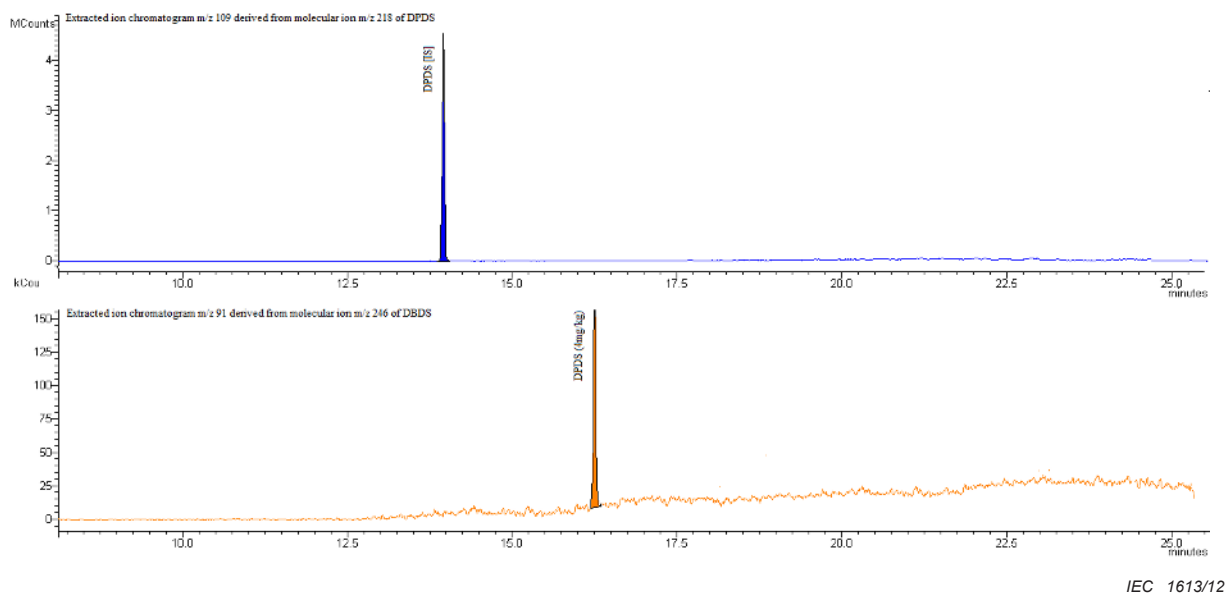 MCounts
Extracted ion chromatogram m/z 109 derived from molecular ion m/z 218 of DPDS
4
3
2
1
0
DPDS [IS]
10.0 12.5 15.0 17.5 20.0 22.5 25.0
minutes
kCou
Extracted ion chromatogram m/z 91 derived from molecular ion m/z 246 of DBDS
150
125
100
75
50
25
0
DPDS (4mg/kg)
10.0 12.5 15.0 17.5 20.0 22.5 25.0
minutes
IEC 1613/12